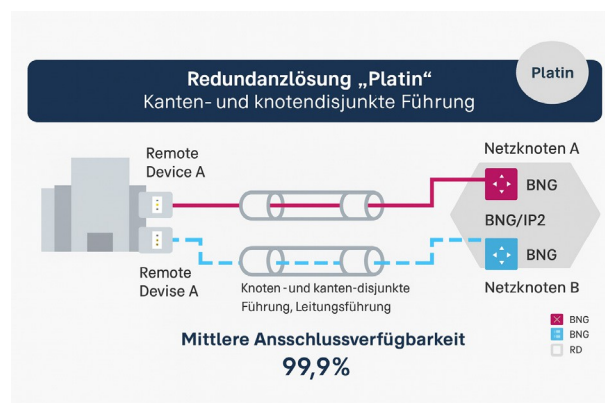 Redundanzlösung „Platin“
Kanten- und knotendisjunkte Führung
Platin
Remote
Device A
Netzknoten A
BNG
BNG/IP2
BNG
Remote
Devise A
Knoten-und kanten-disjunkte
Führung, Leitungsführung
Netzknoten B
Mittlere Ansschlussverfügbarkeit
99,9%
BNG
BNG
RD